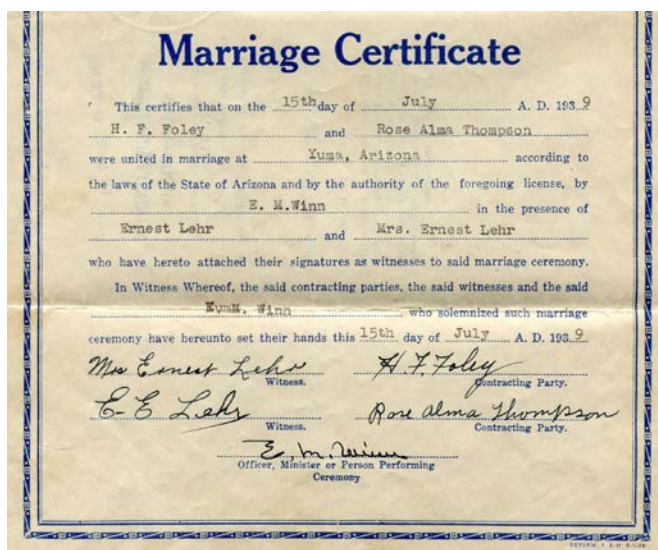 Marriage Certificate
This certifies that on the 15th day of July A. D. 1939
H. F. Foley and Rose Alma Thompson
were united in marriage at Yuma, Arizona according to
the laws of the State of Arizona and by the authority of the foregoing license, by
E. M.Winn in the presence of
Ernest Lehr and Mrs. Ernest Lehr
who have hereto attached their signatures as witnesses to said marriage ceremony.
In Witness Whereof, the said contracting parties, the said witnesses and the said
Winn who solemnized such marriage
ceremony have hereunto set their hands this 15th day of July A. D. 1939
Mrs Ernest Lehr H. F. Foley
Witness. Contracting Party.
E-E Lehr Rose Alma Thompson
Witness. Contracting Party.
E. M. Winn
Officer, Minister or Person Performing
Ceremony